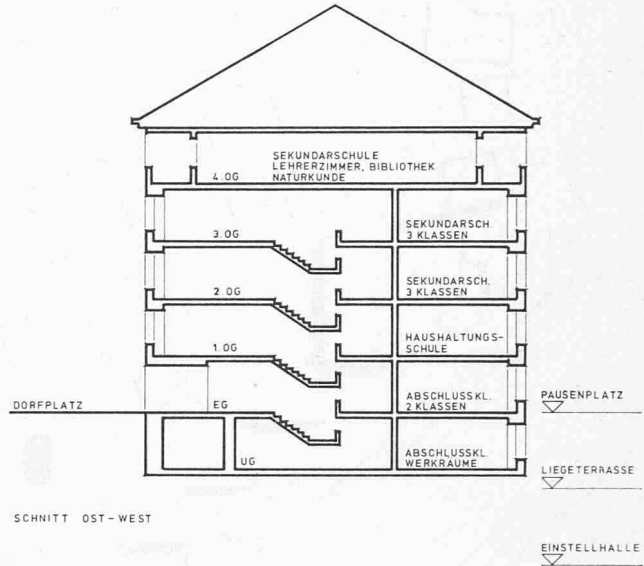 SEKUNDARSCHULE
LEHRERZIMMER, BIBLIOTHEK
4.OG NATURKUNDE
3.OG
SEKUNDARSCH.
3 KLASSEN
2.OG
SEKUNDARSCH.
3 KLASSEN
1.OG
HAUSHALTUNGS-
SCHULE
DORFPLATZ
EG
ABSCHLUSSKL.
2 KLASSEN
PAUSENPLATZ
UG
ABSCHLUSSKL.
WERKRAUME
LIEGETERRASSE
SCHNITT OST-WEST
EINSTELLHALLE